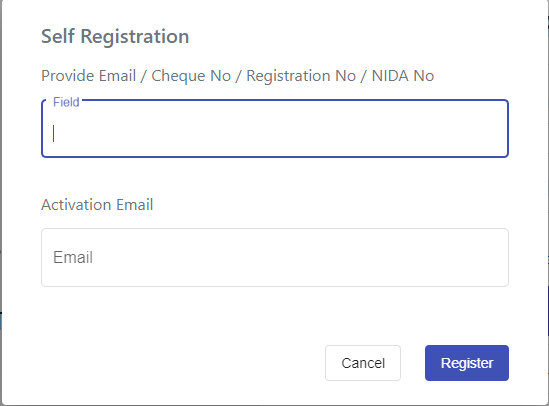 Self Registration
Provide Email / Cheque No / Registration No / NIDA No
Field
Activation Email
Email
Cancel
Register